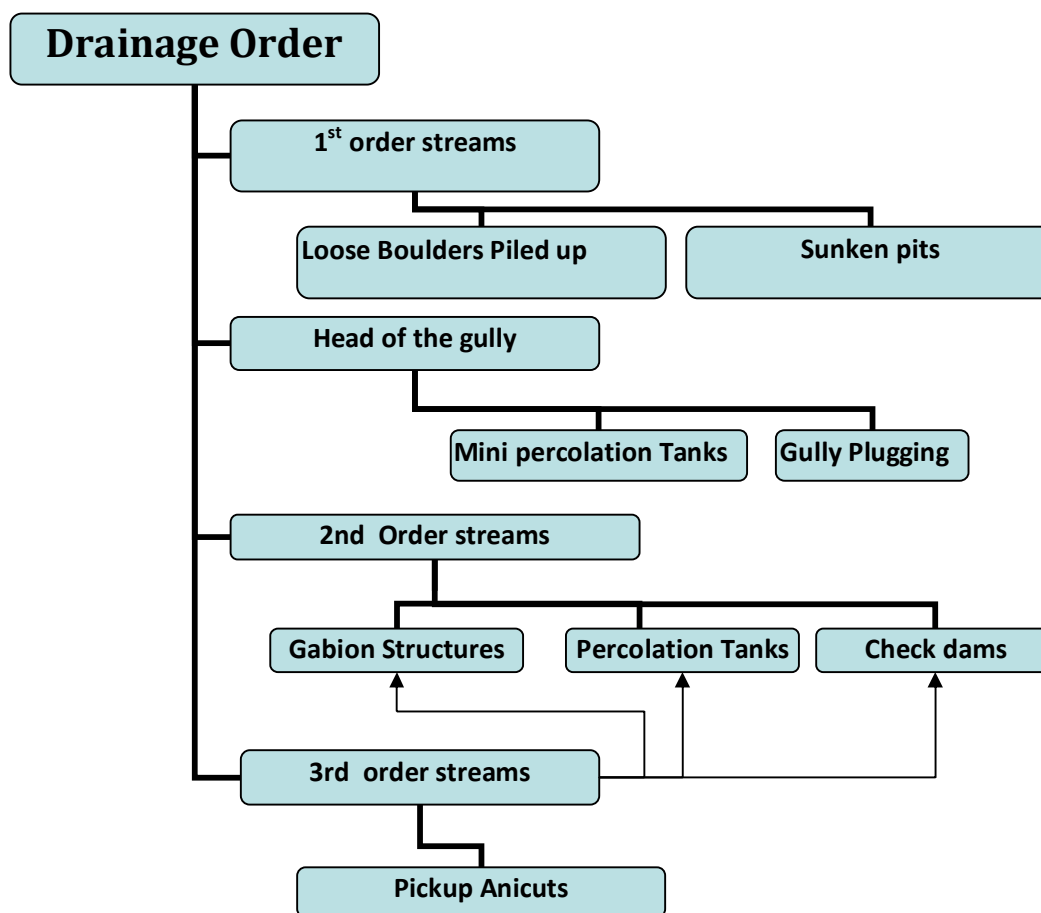 Drainage Order
1st order streams
Loose Boulders Piled up
Sunken pits
Head of the gully
Mini percolation Tanks
Gully Plugging
2nd Order streams
Gabion Structures
Percolation Tanks
Check dams
3rd order streams
Pickup Anicuts